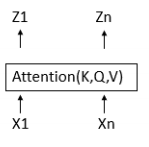 Z1 Zn
Attention(K,Q,V)
X1 Xn